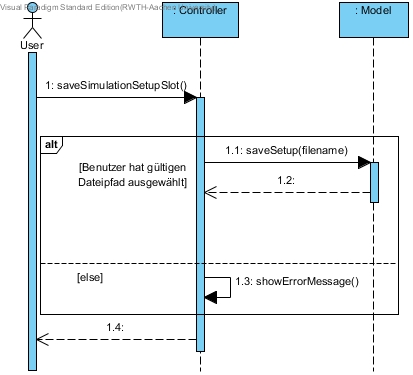 Visual Paradigm Standard Edition(RWTH-Aachen
: Controller
: Model
User
1: saveSimulationSetupSlot()
alt
1.1: saveSetup(filename)
[Benutzer hat gültigen
Dateipfad ausgewählt]
1.2:
[else]
1.3: showErrorMessage()
1.4: